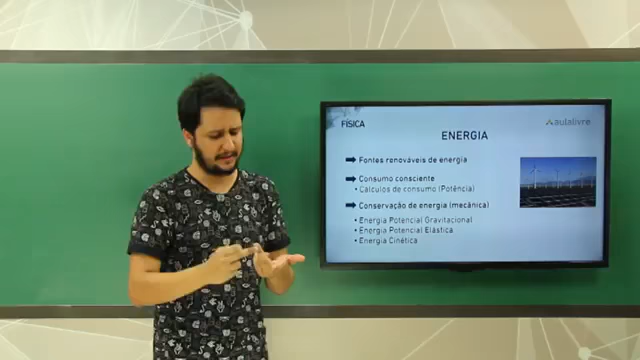 FÍSICA
aulalivre
ENERGIA
Fontes renováveis de energia
Consumo consciente
• Cálculos de consumo (Potência)
Conservação de energia (mecânica)
• Energia Potencial Gravitacional
• Energia Potencial Elástica
• Energia Cinética